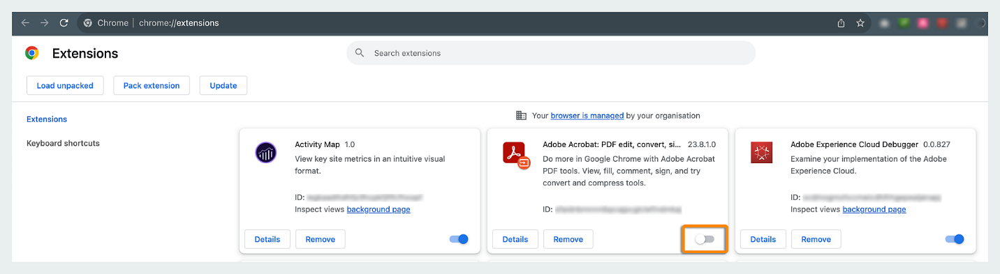 Chrome | chrome://extensions
Extensions
Search extensions
Load unpacked
Pack extension
Update
Extensions
Your browser is managed by your organisation
Keyboard shortcuts
Activity Map 1.0
View key site metrics in an intuitive visual
format.
ID:
Inspect views background page
Details
Remove
Adobe Acrobat: PDF edit, convert, si... 23.8.1.0
Do more in Google Chrome with Adobe Acrobat
PDF tools. View, fill, comment, sign, and try
convert and compress tools.
ID:
Details
Remove
Adobe Experience Cloud Debugger 0.0.827
Examine your implementation of the Adobe
Experience Cloud.
ID:
Inspect views background page
Details
Remove